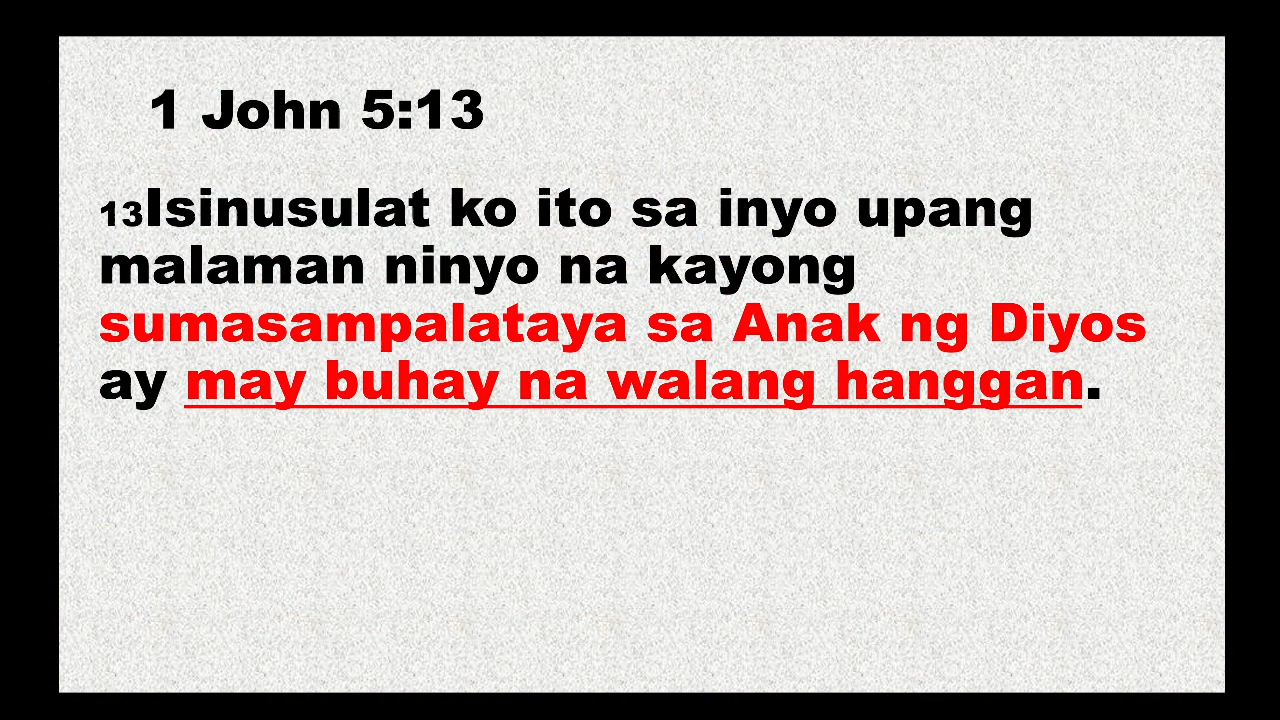 1 John 5:13
13Isinusulat ko ito sa inyo upang
malaman ninyo na kayong
sumasampalataya sa Anak ng Diyos
ay may buhay na walang hanggan.